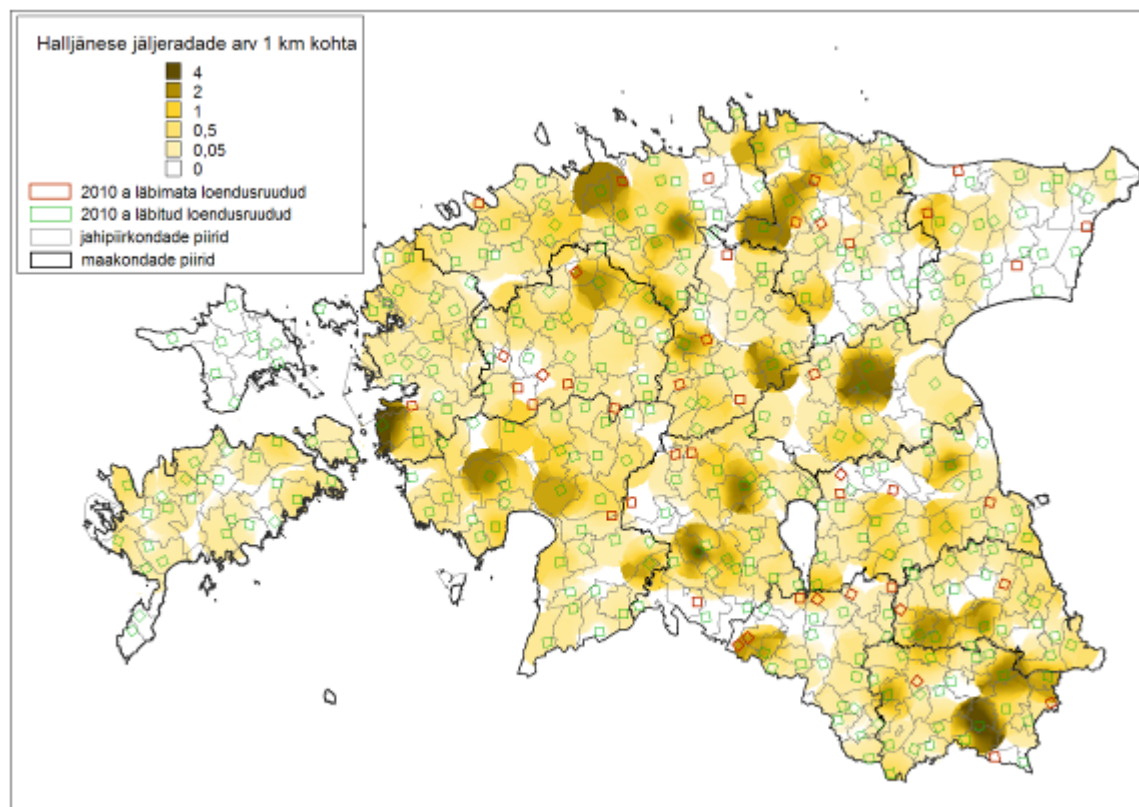 Halljänese jäljeradade arv 1 km kohta
4
2
1
0,5
0,05
0
2010 a läbimata loendusruudud
2010 a läbitud loendusruudud
jahipiirkondade piirid
maakondade piirid